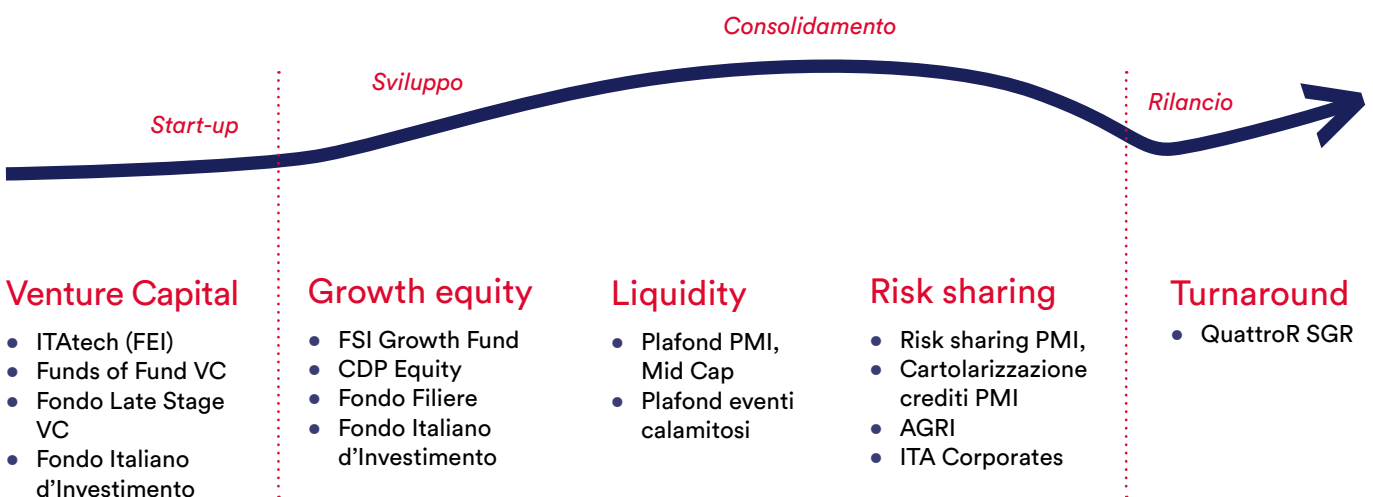 Consolidamento
Sviluppo
Start-up
Rilancio
Venture Capital
• ITAtech (FEI)
• Funds of Fund VC
• Fondo Late Stage
VC
• Fondo Italiano
d’Investimento
Growth equity
• FSI Growth Fund
• CDP Equity
• Fondo Filiere
• Fondo Italiano
d’Investimento
Liquidity
• Plafond PMI,
Mid Cap
• Plafond eventi
calamitosi
Risk sharing
• Risk sharing PMI,
• Cartolarizzazione
crediti PMI
• AGRI
• ITA Corporates
Turnaround
• QuattroR SGR